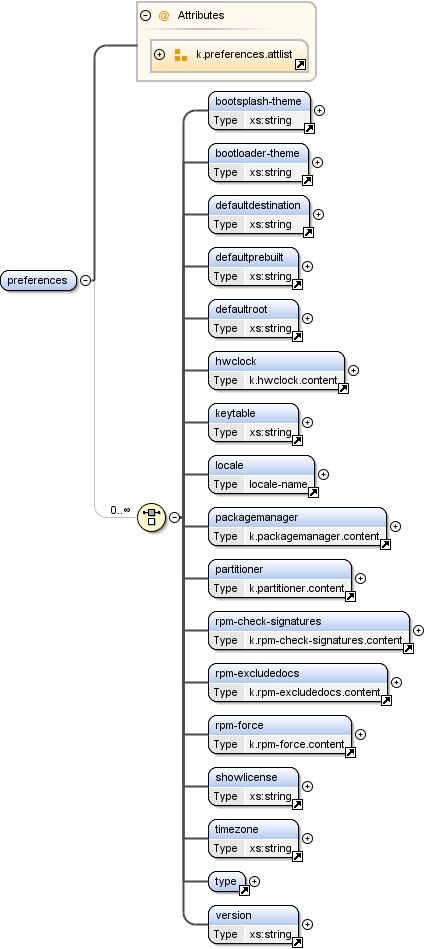 Attributes
k.preferences.attlist
bootsplash-theme
Type xs:string
bootloader-theme
Type xs:string
defaultdestination
Type xs:string
defaultprebuilt
Type xs:string
preferences
defaultroot
Type xs:string
hwclock
Type k.hwclock.content
keytable
Type xs:string
locale
Type locale-name
0..∞
packagemanager
Type k.packagemanager.content
partitioner
Type k.partitioner.content
rpm-check-signatures
Type k.rpm-check-signatures.content
rpm-excludedocs
Type k.rpm-excludedocs.content
rpm-force
Type k.rpm-force.content
showlicense
Type xs:string
timezone
Type xs:string
type
version
Type xs:string